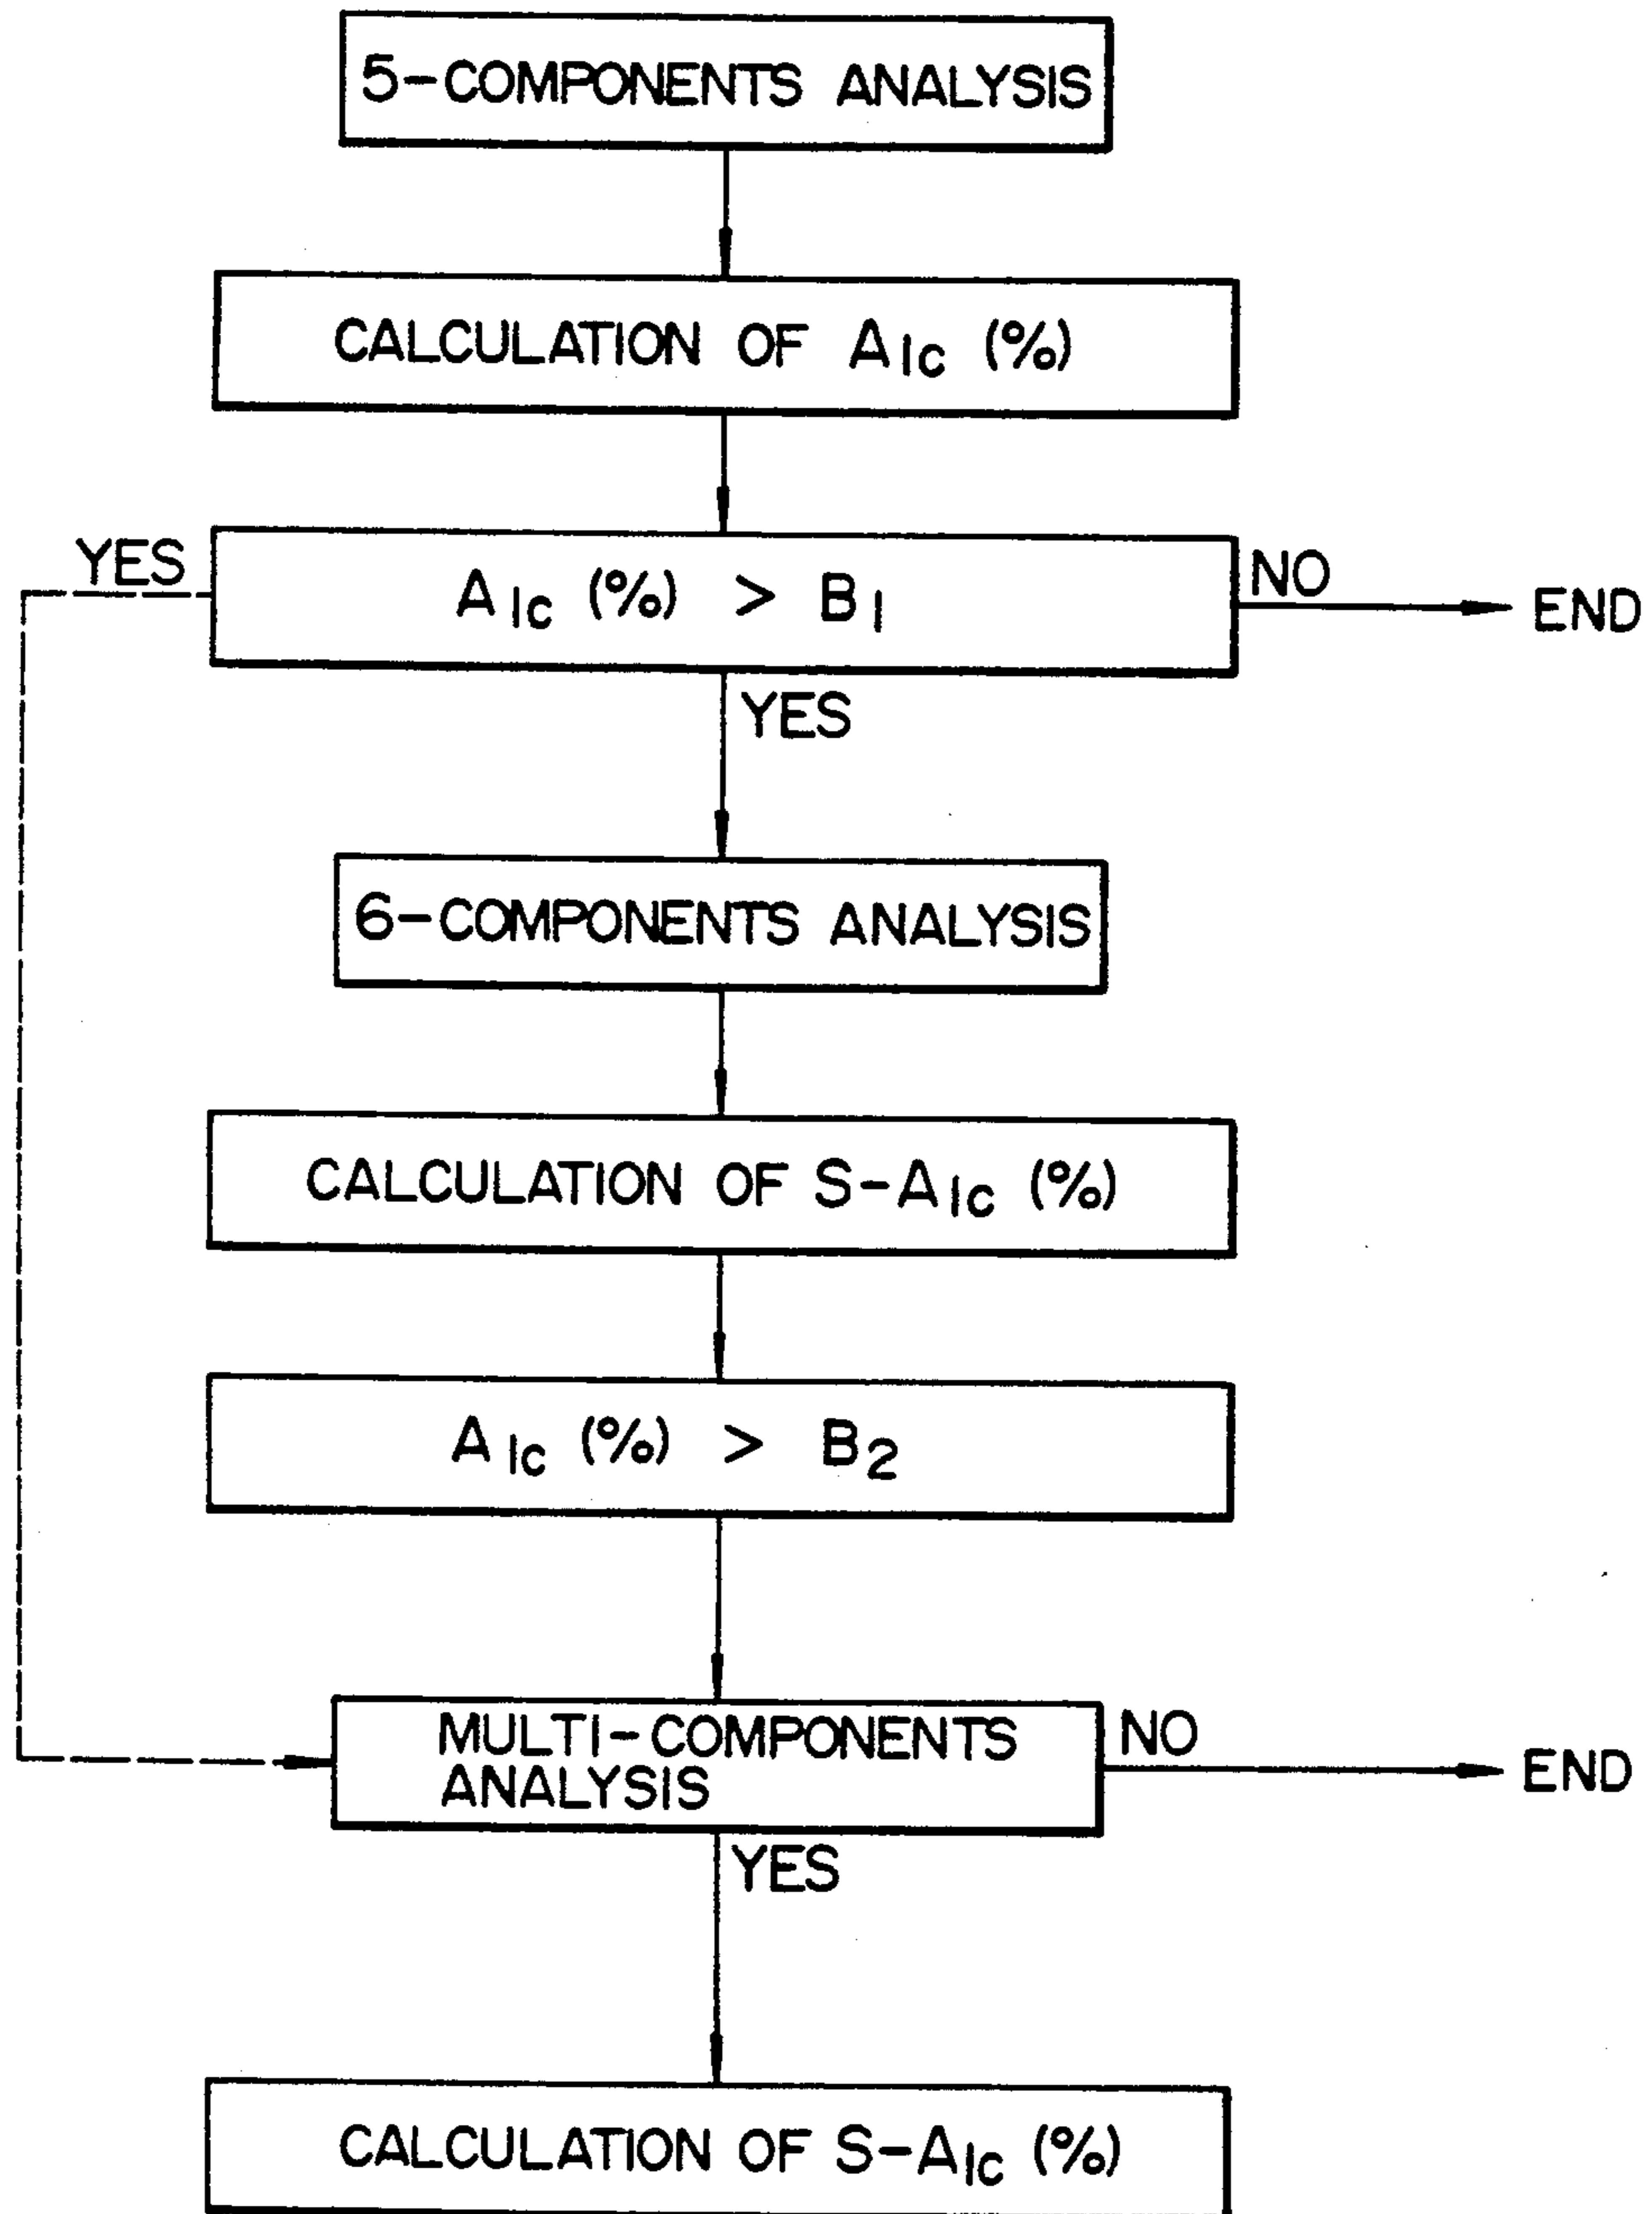 5-COMPONENTS ANALYSIS
CALCULATION OF A1c (%)
YES
A1c (%) > B1
NO
END
YES
6-COMPONENTS ANALYSIS
CALCULATION OF S-A1c (%)
A1c (%) > B2
MULTI-COMPONENTS
ANALYSIS
NO
END
YES
CALCULATION OF S-A1c (%)